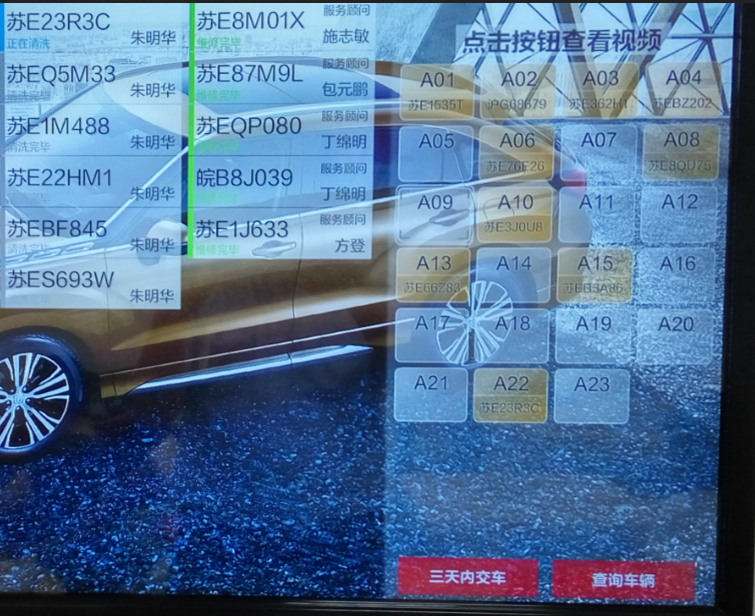 苏E23R3C
正在清洗
朱明华
苏EQ5M33
清洗完毕
朱明华
苏E1M488
清洗完毕
朱明华
苏E22HM1
朱明华
苏EBF845
朱明华
苏ES693W
朱明华
服务顾问
苏E8M01X
维修完毕
施志敏
服务顾问
苏E87M9L
维修完毕
包元鹏
服务顾问
苏EQP080
丁绵明
服务顾问
皖B8J039
丁绵明
服务顾问
苏E1J633
维修完毕
方登
点击按钮查看视频
A01 A02 A03 A04
苏E1535T 沪G68679 苏E362H1 苏EBZ202
A05 A06 A07 A08
苏E76F26 苏E8QU75
A09 A10 A11 A12
苏E3J0U8
A13 A14 A15 A16
苏E66Z83 苏EB3A86
A17 A18 A19 A20
A21 A22 A23
苏E23R3C
三天内交车 查询车辆